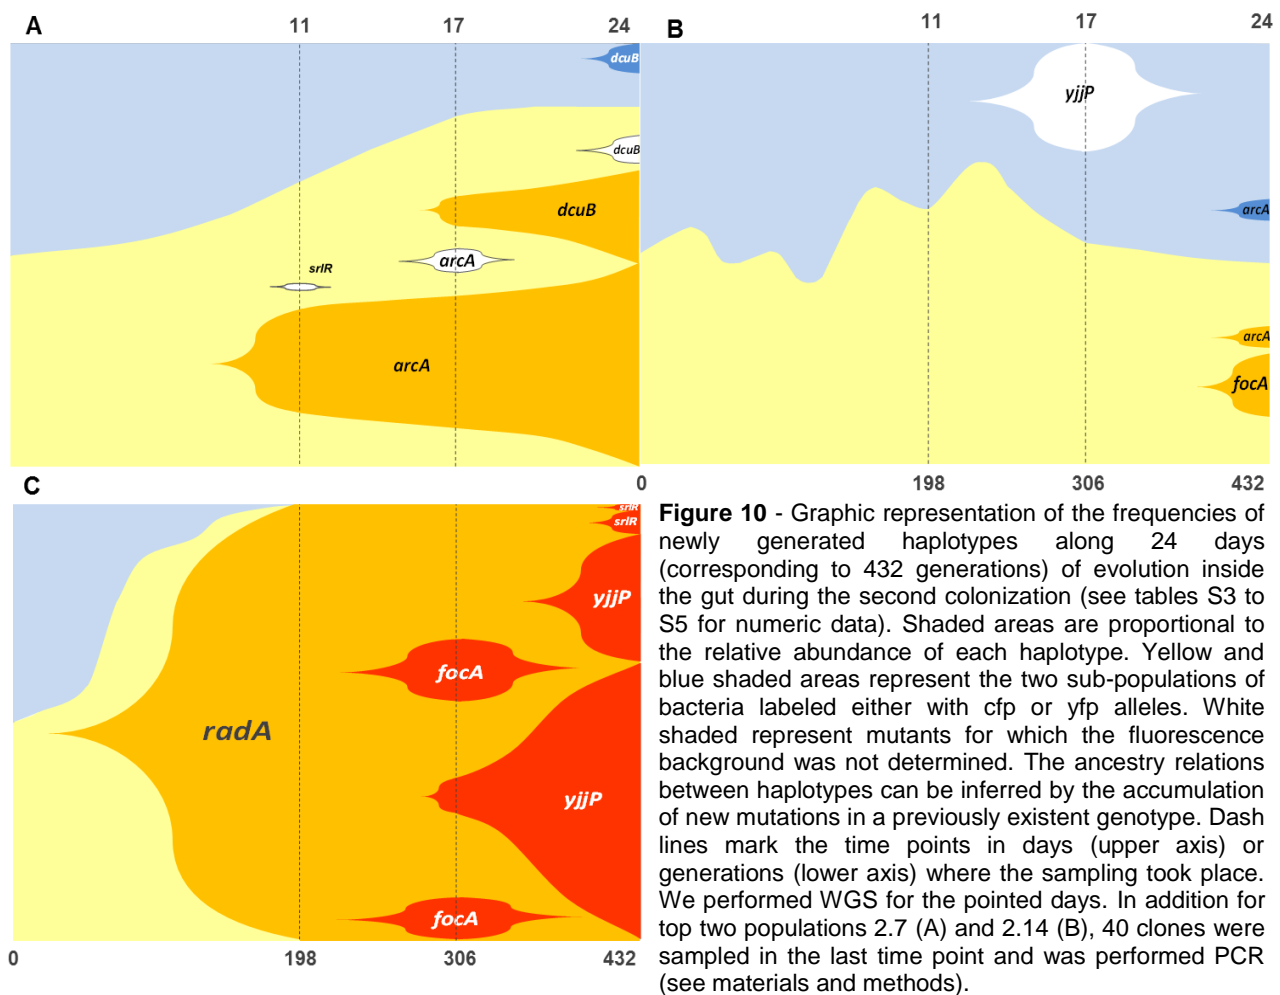 A
11 17 24
dcuB
dcuB
dcuB
arcA
srlR
arcA
B
11 17 24
yjjP
arcA
arcA
focA
0 198 306 432
C
srlR
srlR
yjjP
focA
radA
yjjP
focA
0 198 306 432
Figure 10 - Graphic representation of the frequencies of
newly generated haplotypes along 24 days
(corresponding to 432 generations) of evolution inside
the gut during the second colonization (see tables S3 to
S5 for numeric data). Shaded areas are proportional to
the relative abundance of each haplotype. Yellow and
blue shaded areas represent the two sub-populations of
bacteria labeled either with cfp or yfp alleles. White
shaded represent mutants for which the fluorescence
background was not determined. The ancestry relations
between haplotypes can be inferred by the accumulation
of new mutations in a previously existent genotype. Dash
lines mark the time points in days (upper axis) or
generations (lower axis) where the sampling took place.
We performed WGS for the pointed days. In addition for
top two populations 2.7 (A) and 2.14 (B), 40 clones were
sampled in the last time point and was performed PCR
(see materials and methods).